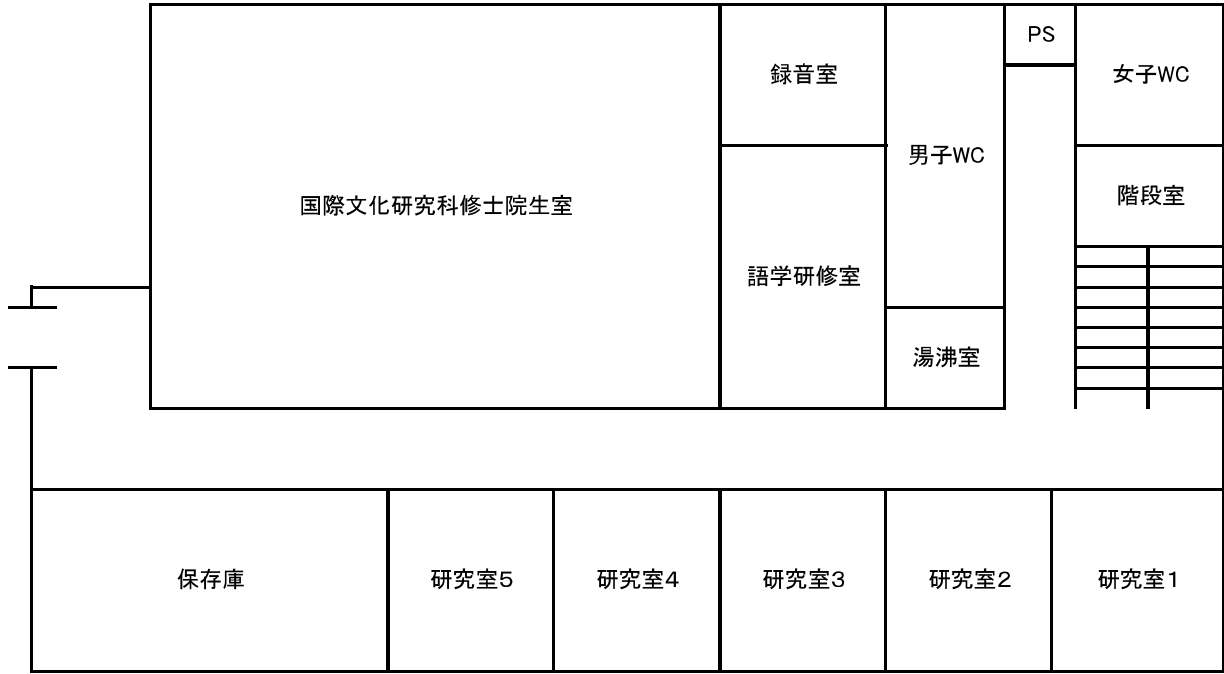 PS
録音室
女子WC
男子WC
階段室
国際文化研究科修士院生室
語学研修室
湯沸室
保存庫
研究室5
研究室4
研究室3
研究室2
研究室1